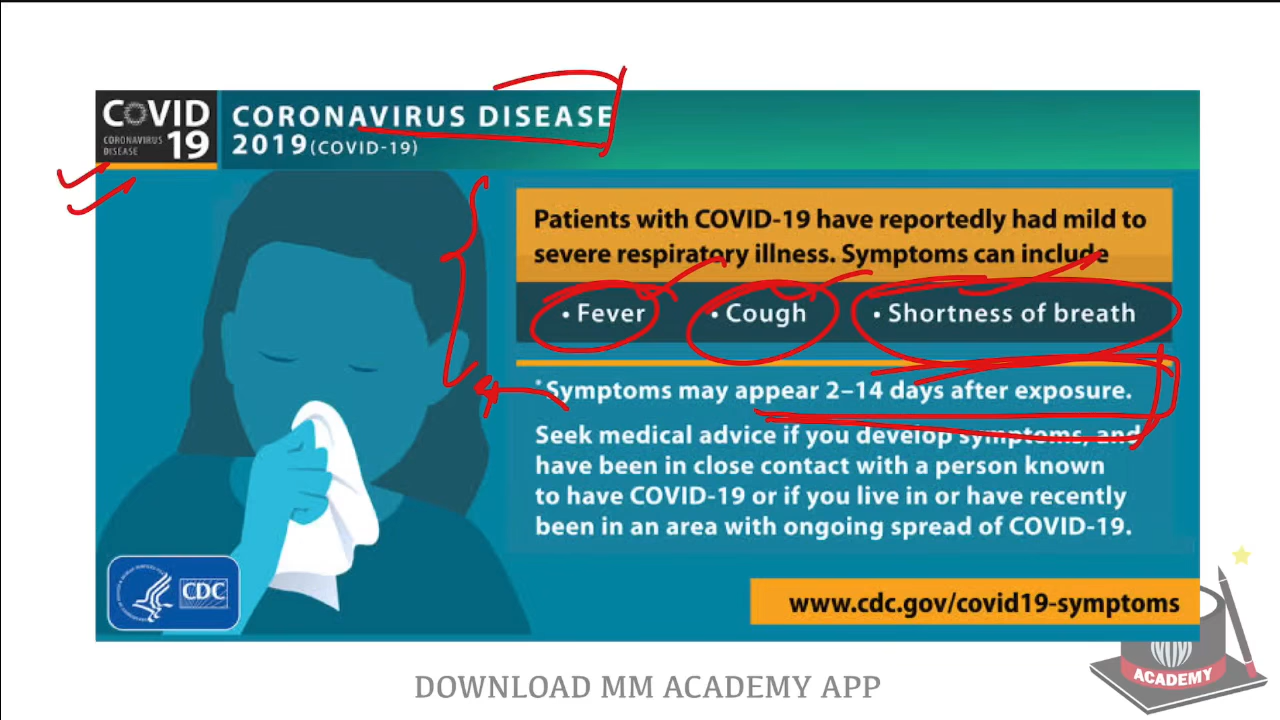 COVID
CORONAVIRUS
DISEASE
19
CORONAVIRUS DISEASE
2019 (COVID-19)
Patients with COVID-19 have reportedly had mild to
severe respiratory illness. Symptoms can include
• Fever • Cough • Shortness of breath
*Symptoms may appear 2–14 days after exposure.
Seek medical advice if you develop symptoms, and
have been in close contact with a person known
to have COVID-19 or if you live in or have recently
been in an area with ongoing spread of COVID-19.
CDC
www.cdc.gov/covid19-symptoms
ACADEMY
DOWNLOAD MM ACADEMY APP